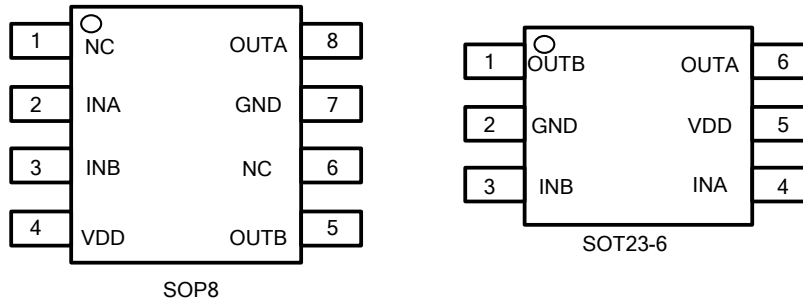 1 NC OUTA 8
2 INA GND 7
3 INB NC 6
4 VDD OUTB 5
SOP8
1 OUTB OUTA 6
2 GND VDD 5
3 INB INA 4
SOT23-6